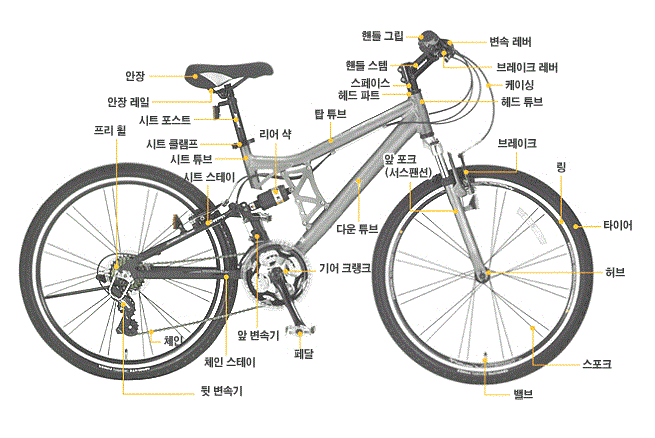 핸들 그립
변속 레버
핸들 스템
브레이크 레버
안장
스페이스
케이싱
안장 레일
헤드 파트
헤드 튜브
시트 포스트
탑 튜브
프리 휠
리어 샥
시트 클램프
브레이크
시트 튜브
앞 포크
(서스팬션)
링
시트 스테이
다운 튜브
타이어
기어 크랭크
허브
체인
앞 변속기
페달
체인 스테이
스포크
뒷 변속기
밸브